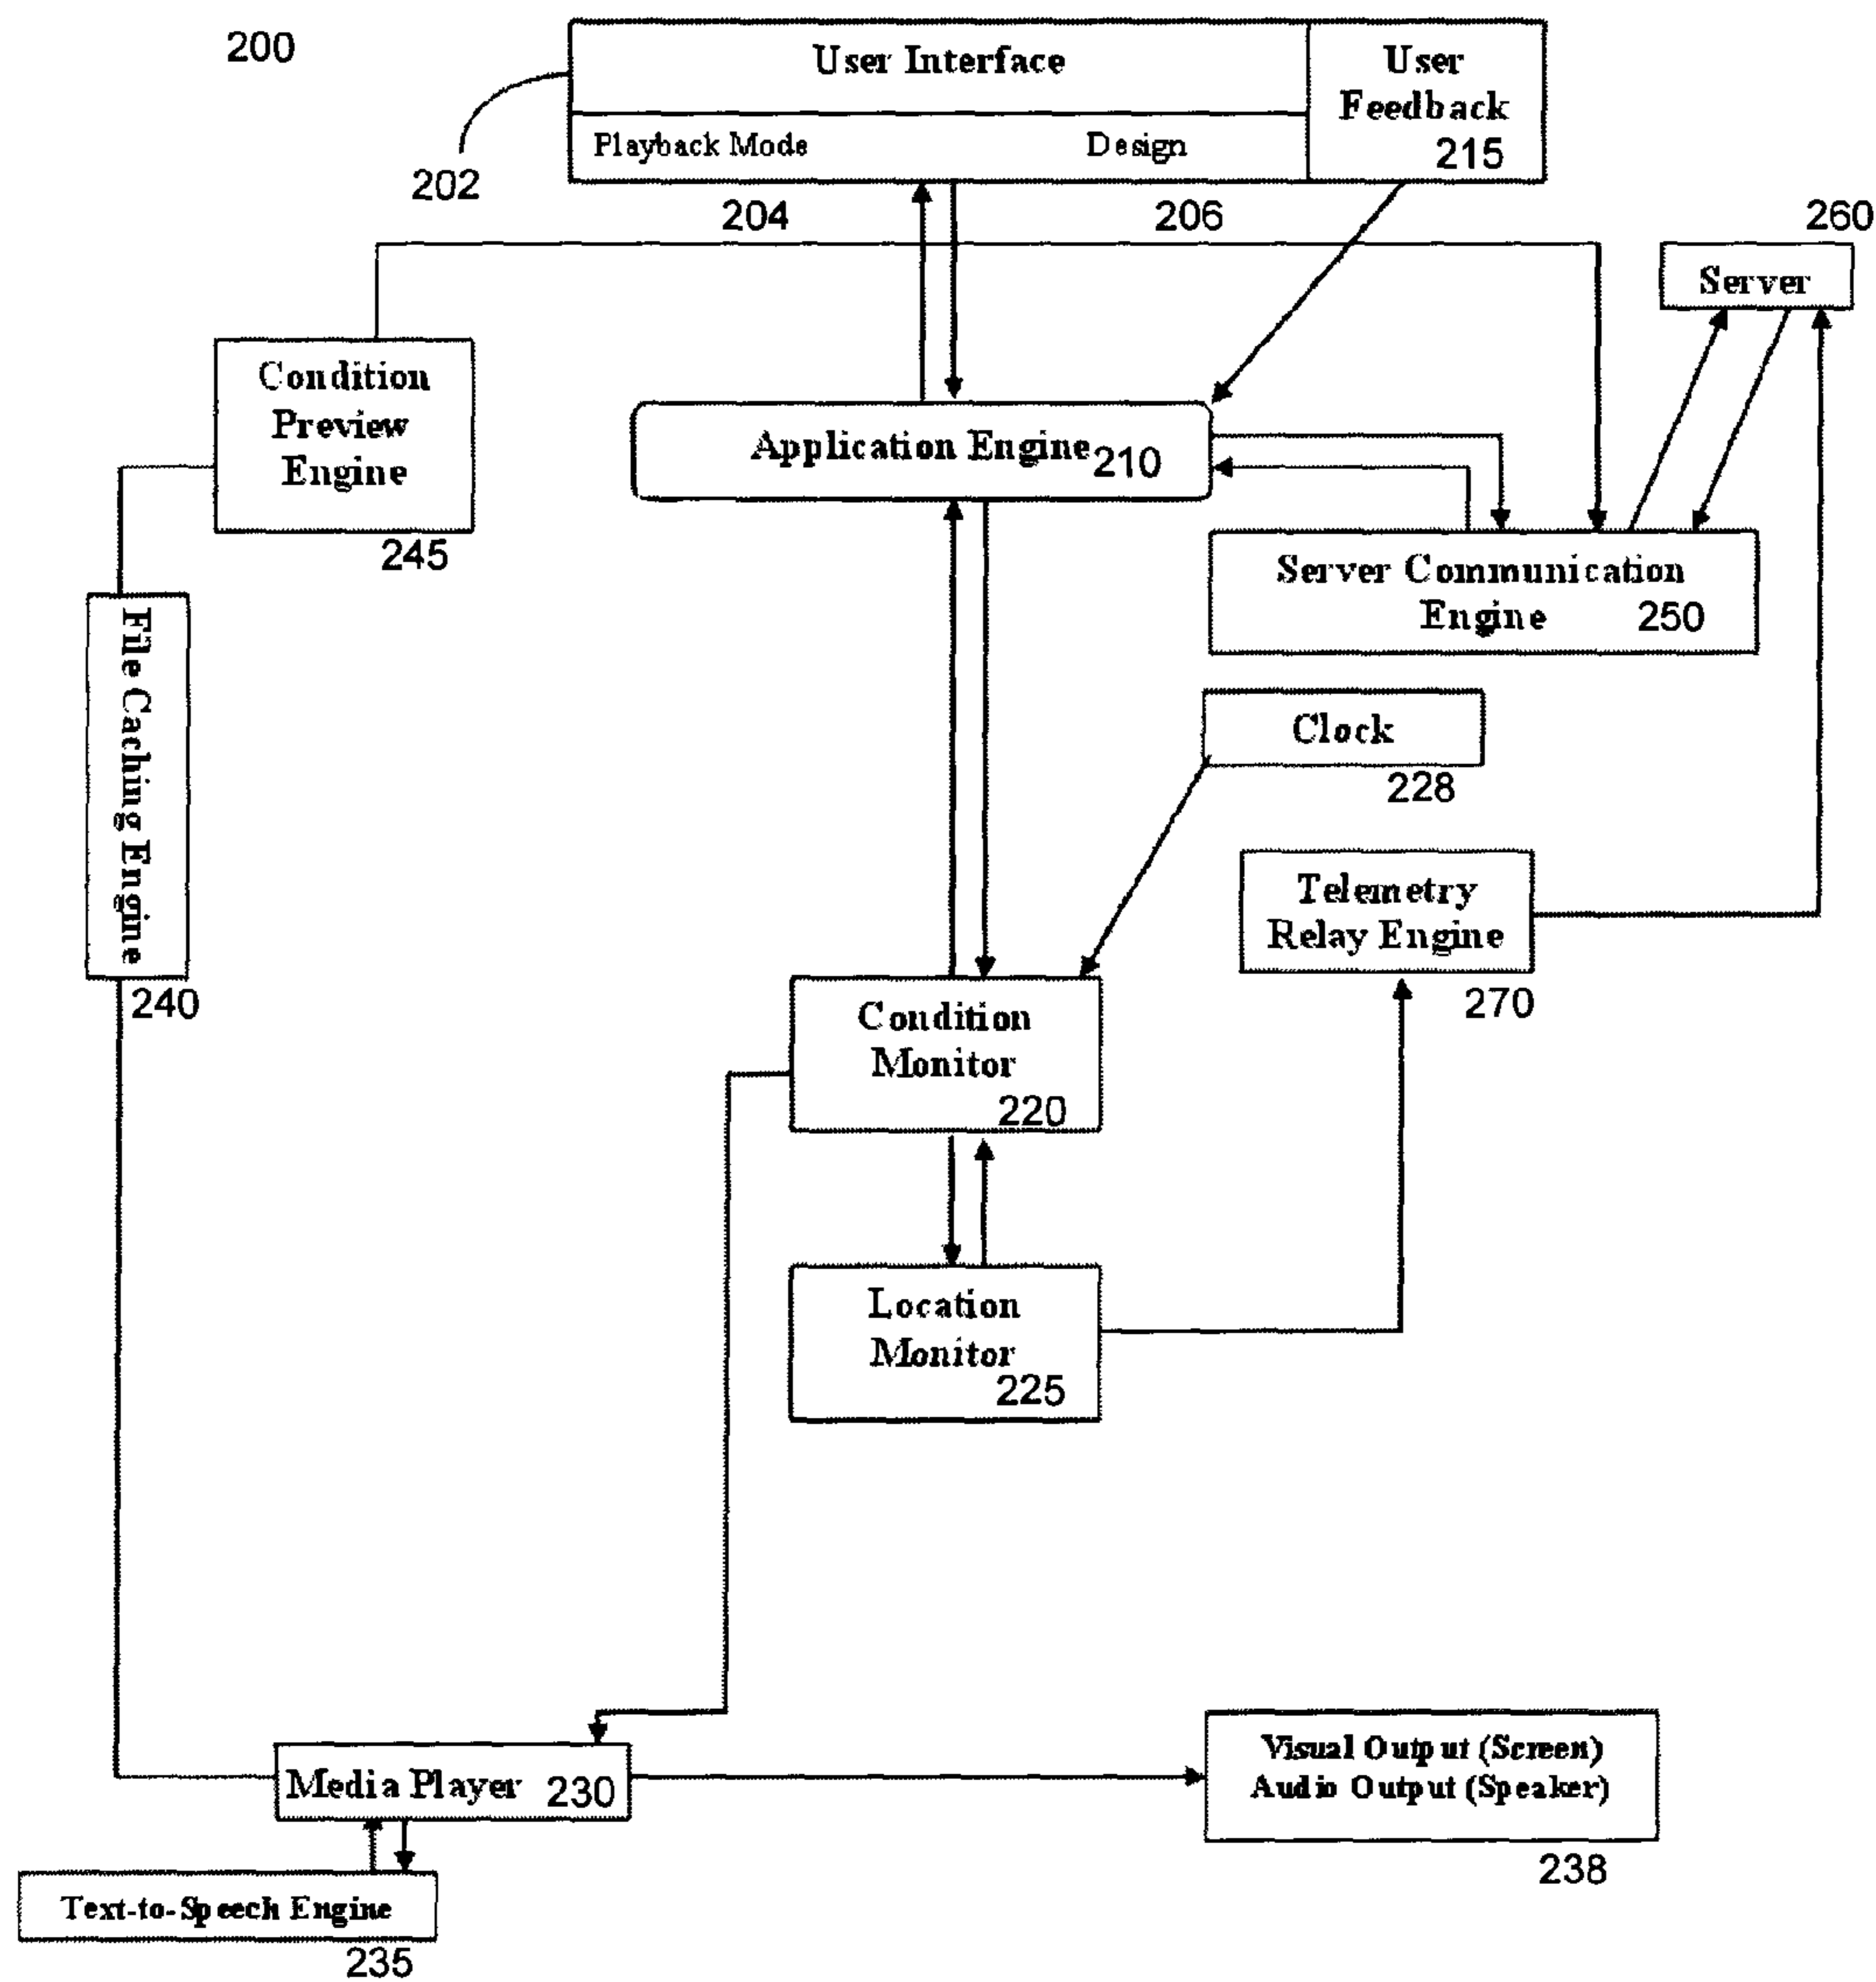 200
User Interface
User
Feedback
215
Playback Mode
Design
202
204
206
260
Server
Condition
Preview
Engine
245
Application Engine 210
Server Communication
Engine 250
File Caching Engine
240
Clock
228
Telemetry
Relay Engine
270
Condition
Monitor
220
Location
Monitor
225
Media Player 230
Visual Output (Screen)
Audio Output (Speaker)
238
Text-to-Speech Engine
235